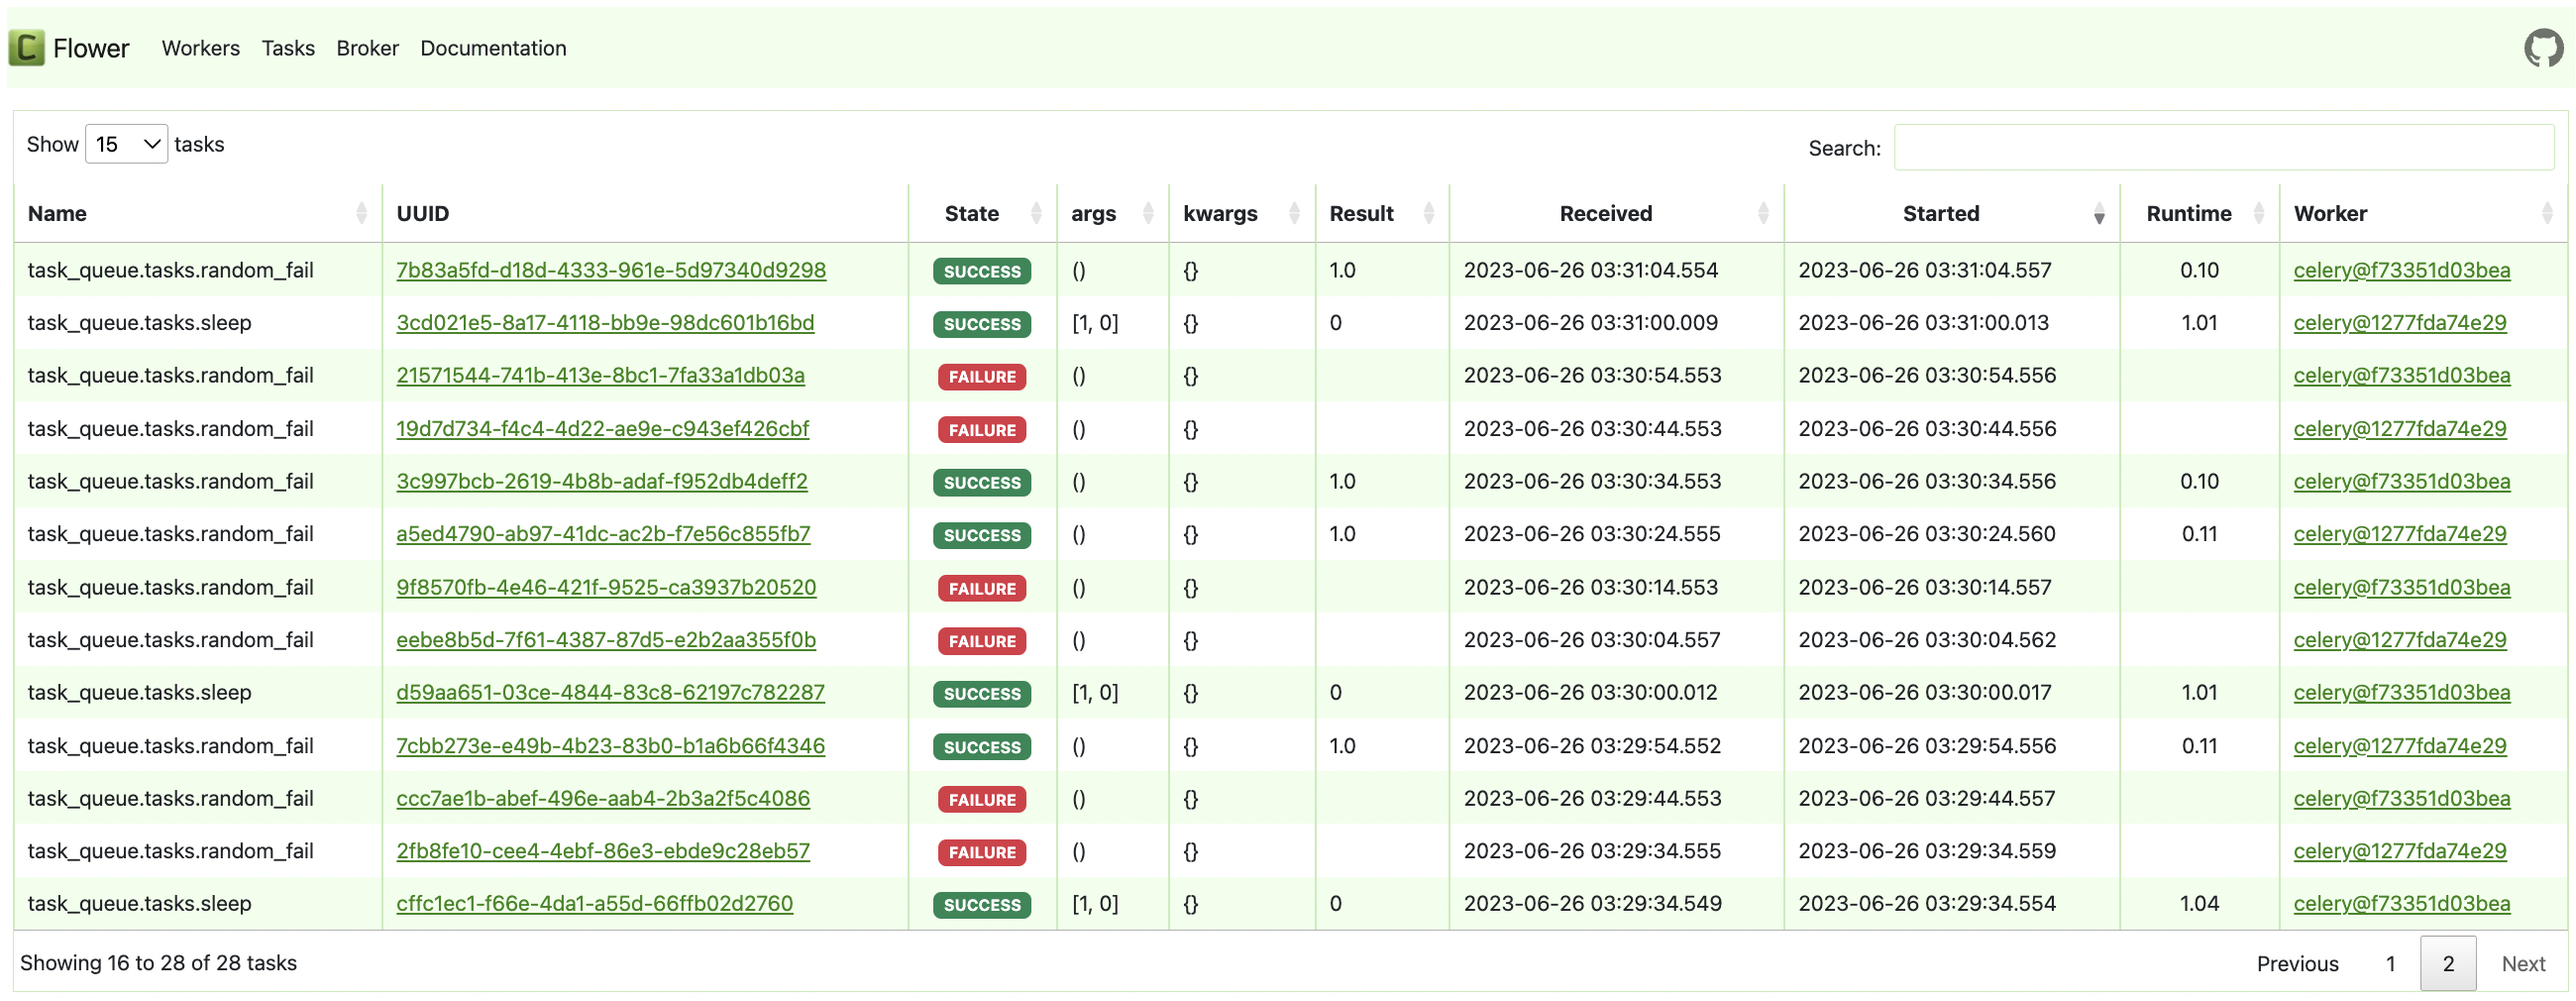 Flower Workers Tasks Broker Documentation
Show 15 tasks Search:
Name UUID State args kwargs Result Received Started Runtime Worker
task_queue.tasks.random_fail 7b83a5fd-d18d-4333-961e-5d97340d9298 SUCCESS () {} 1.0 2023-06-26 03:31:04.554 2023-06-26 03:31:04.557 0.10 celery@f73351d03bea
task_queue.tasks.sleep 3cd021e5-8a17-4118-bb9e-98dc601b16bd SUCCESS [1, 0] {} 0 2023-06-26 03:31:00.009 2023-06-26 03:31:00.013 1.01 celery@1277fda74e29
task_queue.tasks.random_fail 21571544-741b-413e-8bc1-7fa33a1db03a FAILURE () {} 2023-06-26 03:30:54.553 2023-06-26 03:30:54.556 celery@f73351d03bea
task_queue.tasks.random_fail 19d7d734-f4c4-4d22-ae9e-c943ef426cbf FAILURE () {} 2023-06-26 03:30:44.553 2023-06-26 03:30:44.556 celery@1277fda74e29
task_queue.tasks.random_fail 3c997bcb-2619-4b8b-adaf-f952db4deff2 SUCCESS () {} 1.0 2023-06-26 03:30:34.553 2023-06-26 03:30:34.556 0.10 celery@f73351d03bea
task_queue.tasks.random_fail a5ed4790-ab97-41dc-ac2b-f7e56c855fb7 SUCCESS () {} 1.0 2023-06-26 03:30:24.555 2023-06-26 03:30:24.560 0.11 celery@1277fda74e29
task_queue.tasks.random_fail 9f8570fb-4e46-421f-9525-ca3937b20520 FAILURE () {} 2023-06-26 03:30:14.553 2023-06-26 03:30:14.557 celery@f73351d03bea
task_queue.tasks.random_fail eebe8b5d-7f61-4387-87d5-e2b2aa355f0b FAILURE () {} 2023-06-26 03:30:04.557 2023-06-26 03:30:04.562 celery@1277fda74e29
task_queue.tasks.sleep d59aa651-03ce-4844-83c8-62197c782287 SUCCESS [1, 0] {} 0 2023-06-26 03:30:00.012 2023-06-26 03:30:00.017 1.01 celery@f73351d03bea
task_queue.tasks.random_fail 7cbb273e-e49b-4b23-83b0-b1a6b66f4346 SUCCESS () {} 1.0 2023-06-26 03:29:54.552 2023-06-26 03:29:54.556 0.11 celery@1277fda74e29
task_queue.tasks.random_fail ccc7ae1b-abef-496e-aab4-2b3a2f5c4086 FAILURE () {} 2023-06-26 03:29:44.553 2023-06-26 03:29:44.557 celery@f73351d03bea
task_queue.tasks.random_fail 2fb8fe10-cee4-4ebf-86e3-ebde9c28eb57 FAILURE () {} 2023-06-26 03:29:34.555 2023-06-26 03:29:34.559 celery@1277fda74e29
task_queue.tasks.sleep cffc1ec1-f66e-4da1-a55d-66ffb02d2760 SUCCESS [1, 0] {} 0 2023-06-26 03:29:34.549 2023-06-26 03:29:34.554 1.04 celery@f73351d03bea
Showing 16 to 28 of 28 tasks Previous 1 2 Next